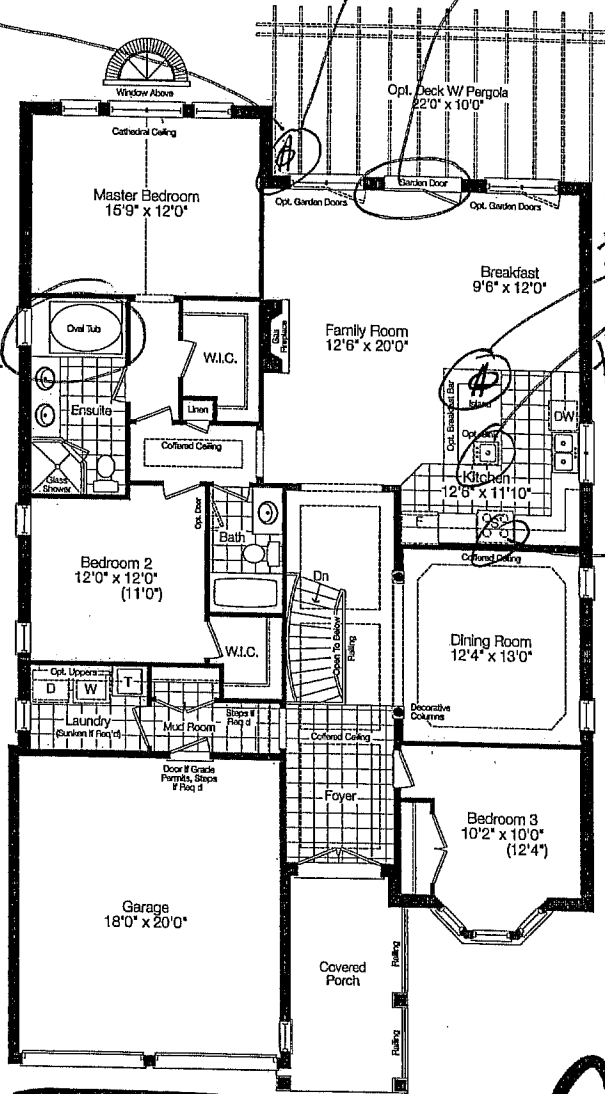 Window Above
Cathedral Ceiling
Opt. Deck W/ Pergola
22'0" x 10'0"
A
Opt. Garden Doors
Garden Door
Opt. Garden Doors
Master Bedroom
15'9" x 12'0"
Breakfast
9'6" x 12'0"
Oval Tub
W.I.C.
Gas
Fireplace
Family Room
12'6" x 20'0"
A
Island
Opt. Breakfast Bar
DW
Linen
Ensuite
Coffered Ceiling
Opt. Sink
Kitchen
12'6" x 11'10"
Glass
Shower
Opt. Door
Bath
F
Coffered Ceiling
Bedroom 2
12'0" x 12'0"
(11'0")
Dn
Open To Below
Railing
Dining Room
12'4" x 13'0"
W.I.C.
Opt. Uppers
D
W
T
Laundry
(Sunken If Req'd)
Mud Room
Steps If
Req'd
Decorative
Columns
Coffered Ceiling
Door If Grade
Permits, Steps
If Req'd
Foyer
Bedroom 3
10'2" x 10'0"
(12'4")
Garage
18'0" x 20'0"
Covered
Porch
Railing
Railing